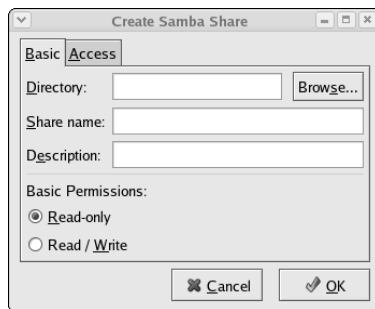 Create Samba Share
Basic Access
Directory: Browse...
Share name:
Description:
Basic Permissions:
Read-only
Read / Write
Cancel OK